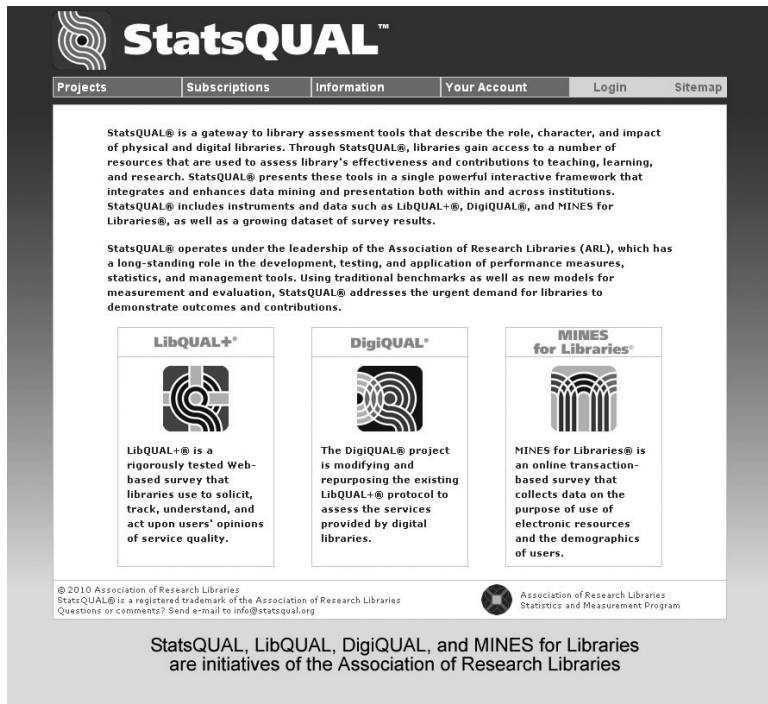 StatsQUAL™
Projects
Subscriptions
Information
Your Account
Login
Sitemap
StatsQUAL® is a gateway to library assessment tools that describe the role, character, and impact
of physical and digital libraries. Through StatsQUAL®, libraries gain access to a number of
resources that are used to assess library's effectiveness and contributions to teaching, learning,
and research. StatsQUAL® presents these tools in a single powerful interactive framework that
integrates and enhances data mining and presentation both within and across institutions.
StatsQUAL® includes instruments and data such as LibQUAL+®, DigiQUAL®, and MINES for
Libraries®, as well as a growing dataset of survey results.
StatsQUAL® operates under the leadership of the Association of Research Libraries (ARL), which has
a long-standing role in the development, testing, and application of performance measures,
statistics, and management tools. Using traditional benchmarks as well as new models for
measurement and evaluation, StatsQUAL® addresses the urgent demand for libraries to
demonstrate outcomes and contributions.
LibQUAL+®
LibQUAL+® is a
rigorously tested Web-
based survey that
libraries use to solicit,
track, understand, and
act upon users' opinions
of service quality.
DigiQUAL®
The DigiQUAL® project
is modifying and
repurposing the existing
LibQUAL+® protocol to
assess the services
provided by digital
libraries.
MINES
for Libraries®
MINES for Libraries® is
an online transaction-
based survey that
collects data on the
purpose of use of
electronic resources
and the demographics
of users.
© 2010 Association of Research Libraries
StatsQUAL® is a registered trademark of the Association of Research Libraries
Questions or comments? Send e-mail to info@statsqual.org
Association of Research Libraries
Statistics and Measurement Program
StatsQUAL, LibQUAL, DigiQUAL, and MINES for Libraries
are initiatives of the Association of Research Libraries